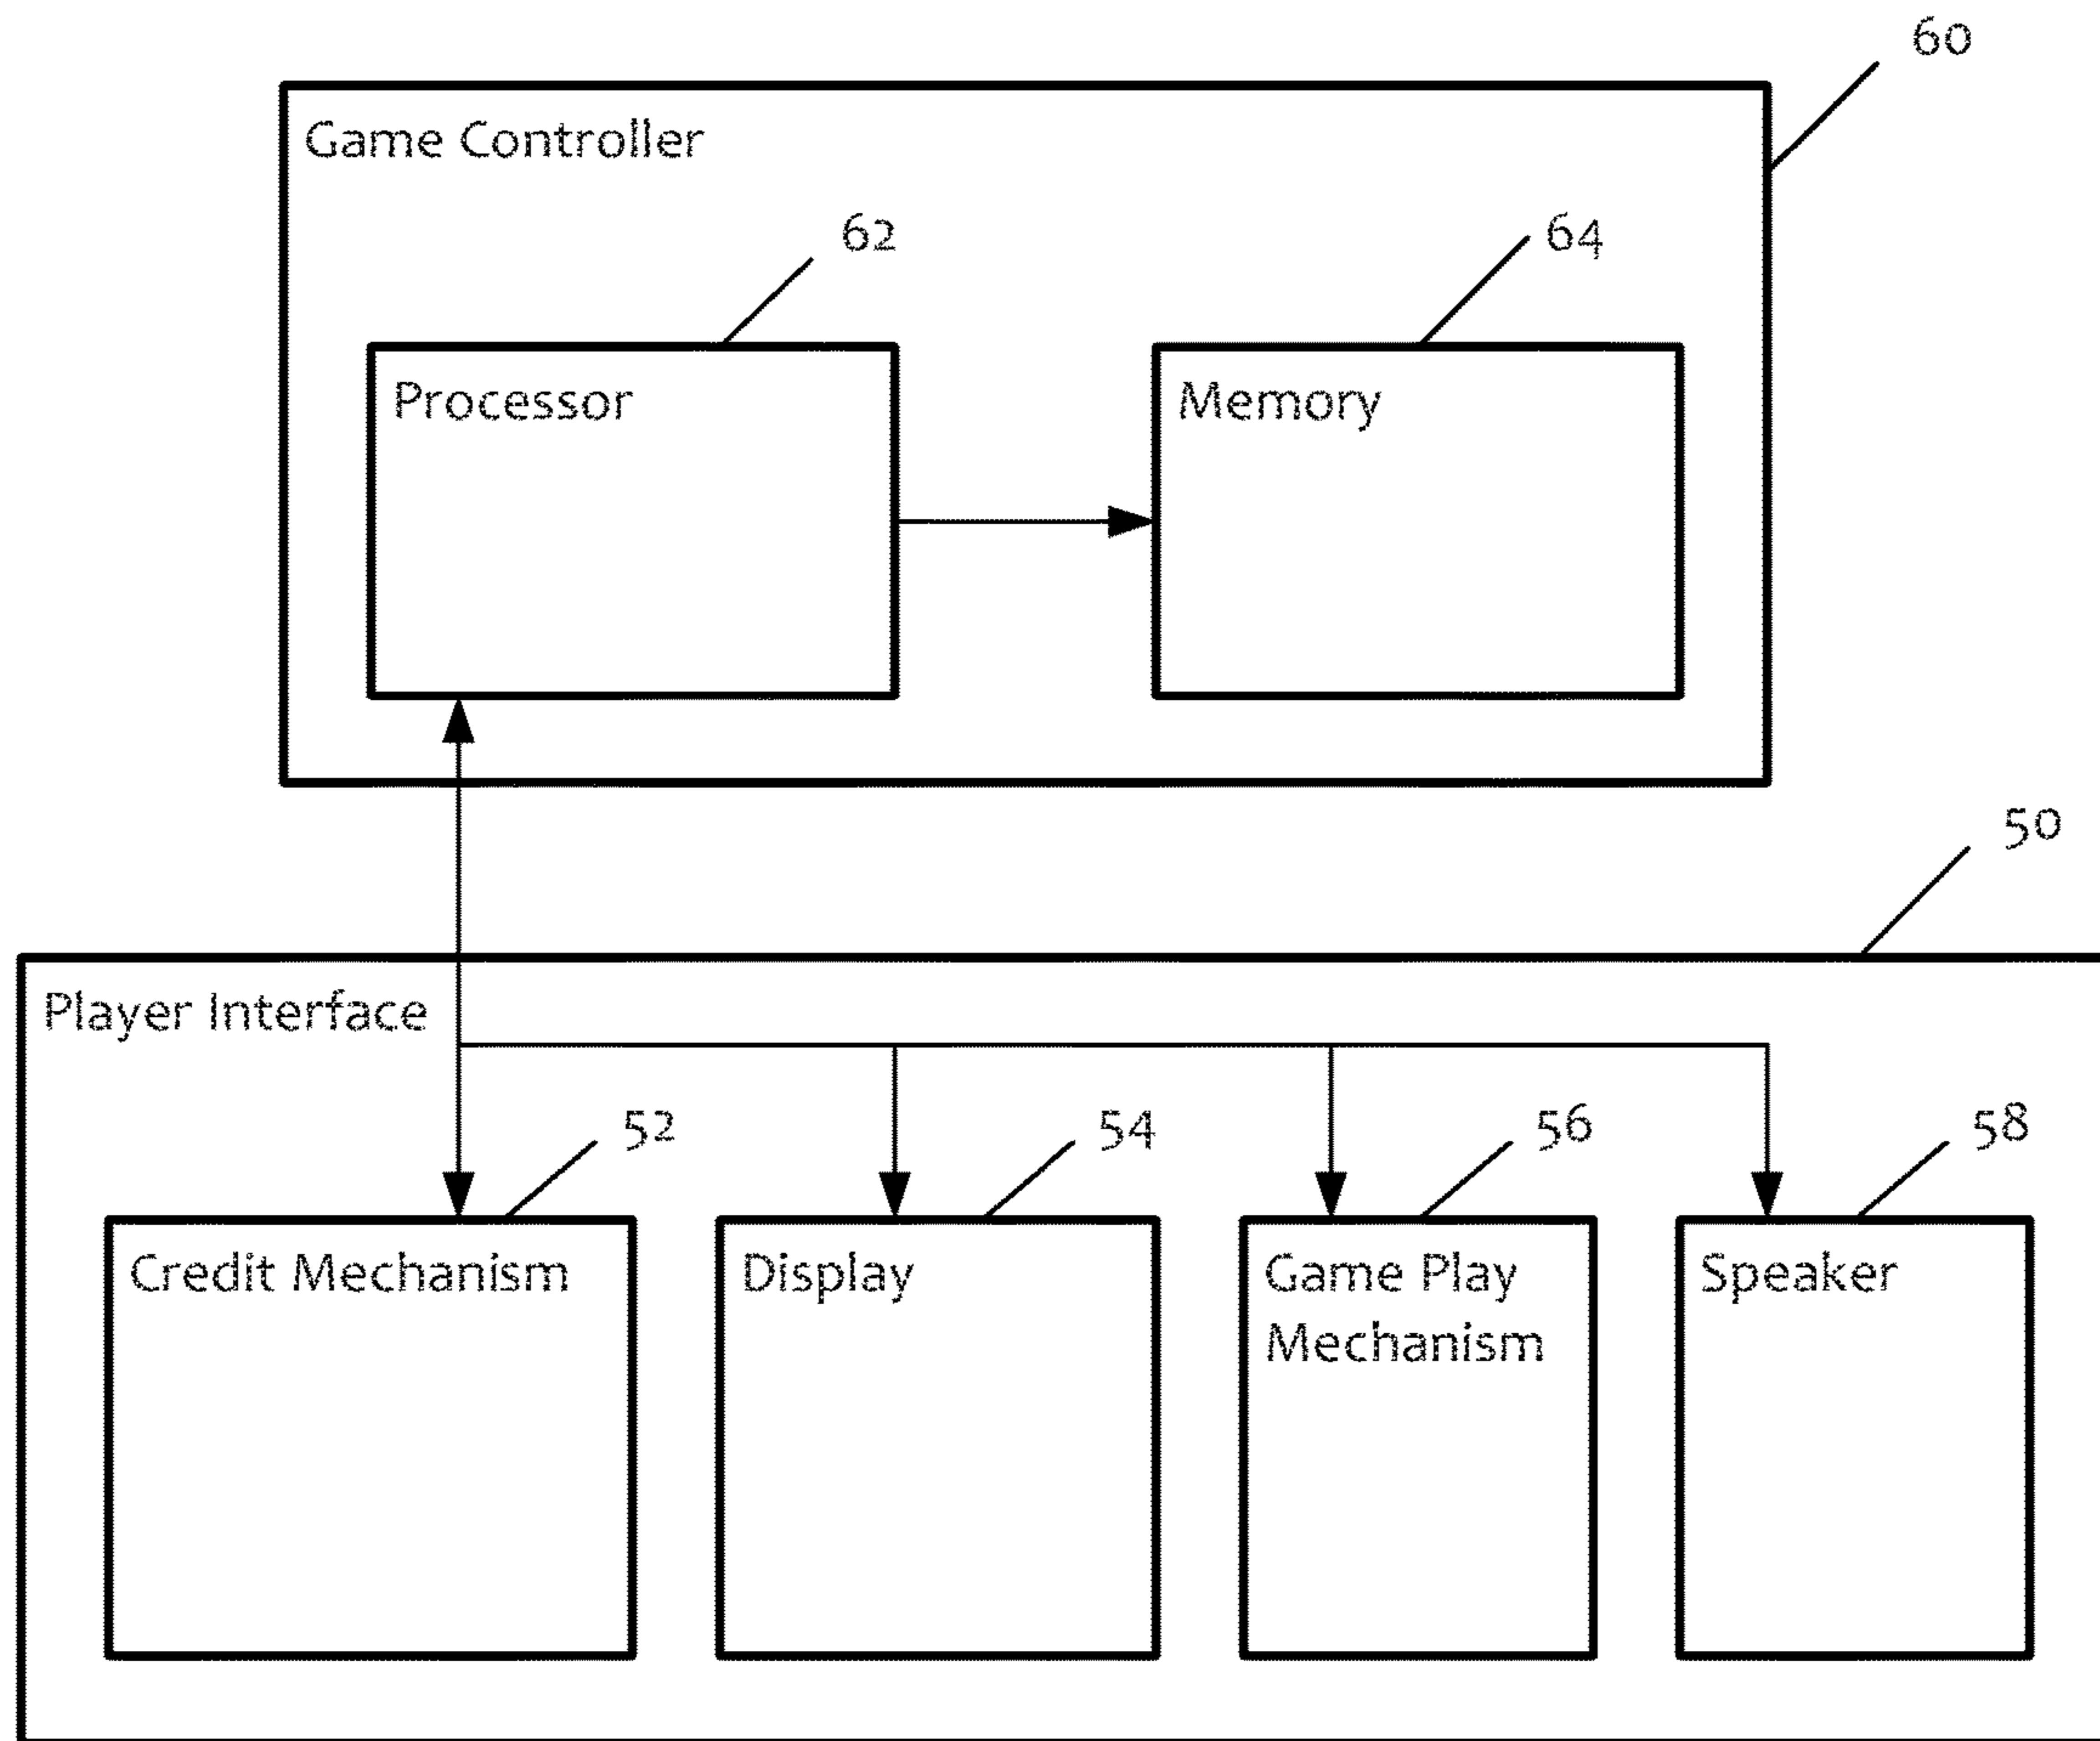 60
Game Controller
62
64
Processor
Memory
50
Player Interface
52
54
56
58
Credit Mechanism
Display
Game Play
Mechanism
Speaker